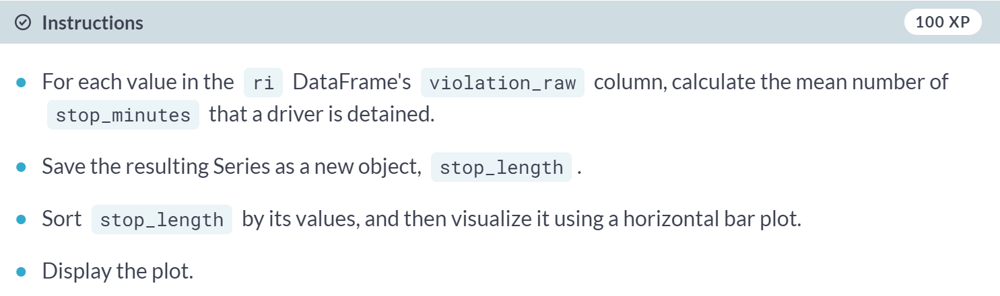 Instructions
100 XP
For each value in the ri DataFrame's violation_raw column, calculate the mean number of
stop_minutes that a driver is detained.
Save the resulting Series as a new object, stop_length .
Sort stop_length by its values, and then visualize it using a horizontal bar plot.
Display the plot.